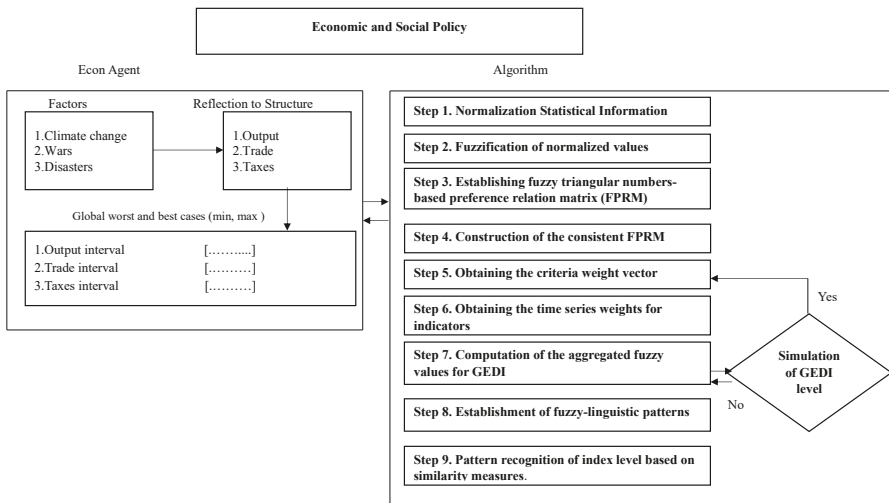 Economic and Social Policy
Econ Agent
Algorithm
Factors
Reflection to Structure
1.Climate change
2.Wars
3.Disasters
1.Output
2.Trade
3.Taxes
Global worst and best cases (min, max )
1.Output interval [……....]
2.Trade interval [………]
3.Taxes interval [………]
Step 1. Normalization Statistical Information
Step 2. Fuzzification of normalized values
Step 3. Establishing fuzzy triangular numbers-
based preference relation matrix (FPRM)
Step 4. Construction of the consistent FPRM
Step 5. Obtaining the criteria weight vector
Step 6. Obtaining the time series weights for
indicators
Step 7. Computation of the aggregated fuzzy
values for GEDI
Step 8. Establishment of fuzzy-linguistic patterns
Step 9. Pattern recognition of index level based on
similarity measures.
Yes
Simulation
of GEDI
level
No